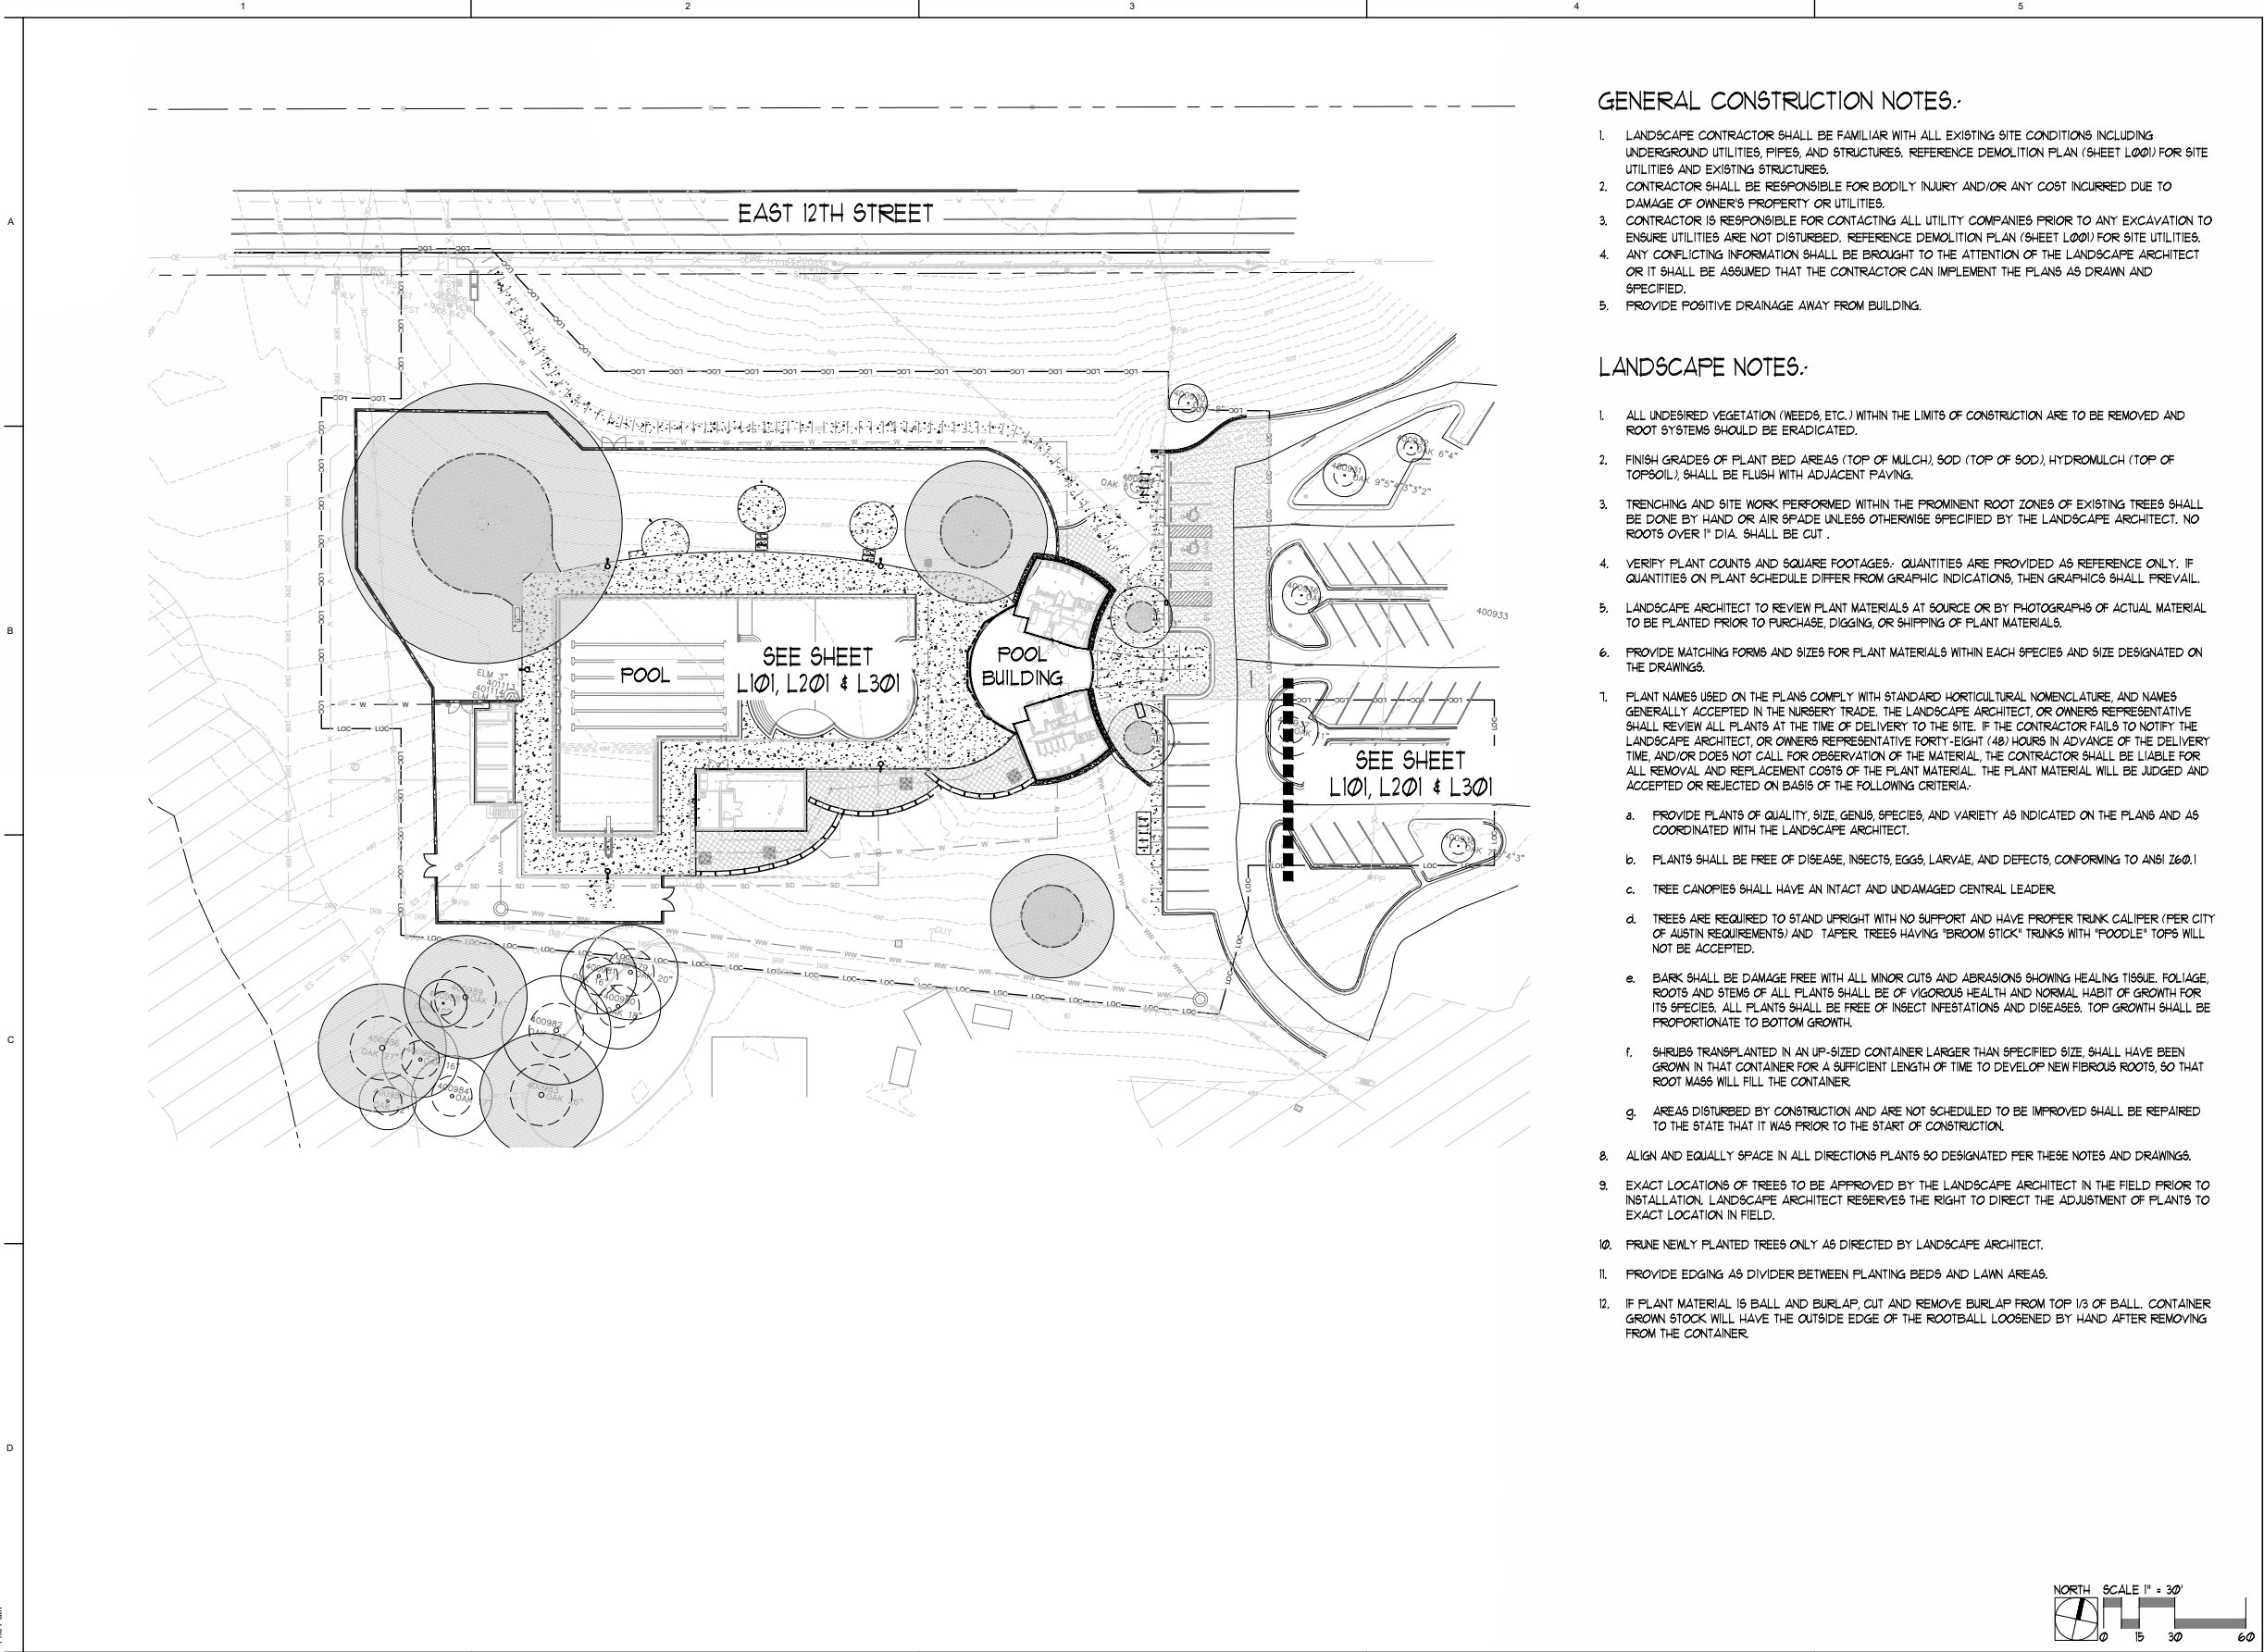 1
2
3
4
5
A
B
C
D
EAST 12TH STREET
POOL
SEE SHEET
L101, L201 & L301
POOL
BUILDING
SEE SHEET
L101, L201 & L301
ELM 3"
401113
400933
400982
400984
OAK 20"
OAK 18"
GUY
GENERAL CONSTRUCTION NOTES:
1. LANDSCAPE CONTRACTOR SHALL BE FAMILIAR WITH ALL EXISTING SITE CONDITIONS INCLUDING
UNDERGROUND UTILITIES, PIPES, AND STRUCTURES. REFERENCE DEMOLITION PLAN (SHEET L001) FOR SITE
UTILITIES AND EXISTING STRUCTURES.
2. CONTRACTOR SHALL BE RESPONSIBLE FOR BODILY INJURY AND/OR ANY COST INCURRED DUE TO
DAMAGE OF OWNER'S PROPERTY OR UTILITIES.
3. CONTRACTOR IS RESPONSIBLE FOR CONTACTING ALL UTILITY COMPANIES PRIOR TO ANY EXCAVATION TO
ENSURE UTILITIES ARE NOT DISTURBED. REFERENCE DEMOLITION PLAN (SHEET L001) FOR SITE UTILITIES.
4. ANY CONFLICTING INFORMATION SHALL BE BROUGHT TO THE ATTENTION OF THE LANDSCAPE ARCHITECT
OR IT SHALL BE ASSUMED THAT THE CONTRACTOR CAN IMPLEMENT THE PLANS AS DRAWN AND
SPECIFIED.
5. PROVIDE POSITIVE DRAINAGE AWAY FROM BUILDING.
LANDSCAPE NOTES:
1. ALL UNDESIRED VEGETATION (WEEDS, ETC.) WITHIN THE LIMITS OF CONSTRUCTION ARE TO BE REMOVED AND
ROOT SYSTEMS SHOULD BE ERADICATED.
2. FINISH GRADES OF PLANT BED AREAS (TOP OF MULCH), SOD (TOP OF SOD), HYDROMULCH (TOP OF
TOPSOIL), SHALL BE FLUSH WITH ADJACENT PAVING.
3. TRENCHING AND SITE WORK PERFORMED WITHIN THE PROMINENT ROOT ZONES OF EXISTING TREES SHALL
BE DONE BY HAND OR AIR SPADE UNLESS OTHERWISE SPECIFIED BY THE LANDSCAPE ARCHITECT. NO
ROOTS OVER 1" DIA. SHALL BE CUT .
4. VERIFY PLANT COUNTS AND SQUARE FOOTAGES: QUANTITIES ARE PROVIDED AS REFERENCE ONLY. IF
QUANTITIES ON PLANT SCHEDULE DIFFER FROM GRAPHIC INDICATIONS, THEN GRAPHICS SHALL PREVAIL.
5. LANDSCAPE ARCHITECT TO REVIEW PLANT MATERIALS AT SOURCE OR BY PHOTOGRAPHS OF ACTUAL MATERIAL
TO BE PLANTED PRIOR TO PURCHASE, DIGGING, OR SHIPPING OF PLANT MATERIALS.
6. PROVIDE MATCHING FORMS AND SIZES FOR PLANT MATERIALS WITHIN EACH SPECIES AND SIZE DESIGNATED ON
THE DRAWINGS.
7. PLANT NAMES USED ON THE PLANS COMPLY WITH STANDARD HORTICULTURAL NOMENCLATURE, AND NAMES
GENERALLY ACCEPTED IN THE NURSERY TRADE. THE LANDSCAPE ARCHITECT, OR OWNERS REPRESENTATIVE
SHALL REVIEW ALL PLANTS AT THE TIME OF DELIVERY TO THE SITE. IF THE CONTRACTOR FAILS TO NOTIFY THE
LANDSCAPE ARCHITECT, OR OWNERS REPRESENTATIVE FORTY-EIGHT (48) HOURS IN ADVANCE OF THE DELIVERY
TIME, AND/OR DOES NOT CALL FOR OBSERVATION OF THE MATERIAL, THE CONTRACTOR SHALL BE LIABLE FOR
ALL REMOVAL AND REPLACEMENT COSTS OF THE PLANT MATERIAL. THE PLANT MATERIAL WILL BE JUDGED AND
ACCEPTED OR REJECTED ON BASIS OF THE FOLLOWING CRITERIA:
a. PROVIDE PLANTS OF QUALITY, SIZE, GENUS, SPECIES, AND VARIETY AS INDICATED ON THE PLANS AND AS
COORDINATED WITH THE LANDSCAPE ARCHITECT.
b. PLANTS SHALL BE FREE OF DISEASE, INSECTS, EGGS, LARVAE, AND DEFECTS, CONFORMING TO ANSI Z60.1
c. TREE CANOPIES SHALL HAVE AN INTACT AND UNDAMAGED CENTRAL LEADER.
d. TREES ARE REQUIRED TO STAND UPRIGHT WITH NO SUPPORT AND HAVE PROPER TRUNK CALIPER (PER CITY
OF AUSTIN REQUIREMENTS) AND TAPER. TREES HAVING "BROOM STICK" TRUNKS WITH "POODLE" TOPS WILL
NOT BE ACCEPTED.
e. BARK SHALL BE DAMAGE FREE WITH ALL MINOR CUTS AND ABRASIONS SHOWING HEALING TISSUE. FOLIAGE,
ROOTS AND STEMS OF ALL PLANTS SHALL BE OF VIGOROUS HEALTH AND NORMAL HABIT OF GROWTH FOR
ITS SPECIES. ALL PLANTS SHALL BE FREE OF INSECT INFESTATIONS AND DISEASES. TOP GROWTH SHALL BE
PROPORTIONATE TO BOTTOM GROWTH.
f. SHRUBS TRANSPLANTED IN AN UP-SIZED CONTAINER LARGER THAN SPECIFIED SIZE, SHALL HAVE BEEN
GROWN IN THAT CONTAINER FOR A SUFFICIENT LENGTH OF TIME TO DEVELOP NEW FIBROUS ROOTS, SO THAT
ROOT MASS WILL FILL THE CONTAINER.
g. AREAS DISTURBED BY CONSTRUCTION AND ARE NOT SCHEDULED TO BE IMPROVED SHALL BE REPAIRED
TO THE STATE THAT IT WAS PRIOR TO THE START OF CONSTRUCTION.
8. ALIGN AND EQUALLY SPACE IN ALL DIRECTIONS PLANTS SO DESIGNATED PER THESE NOTES AND DRAWINGS.
9. EXACT LOCATIONS OF TREES TO BE APPROVED BY THE LANDSCAPE ARCHITECT IN THE FIELD PRIOR TO
INSTALLATION. LANDSCAPE ARCHITECT RESERVES THE RIGHT TO DIRECT THE ADJUSTMENT OF PLANTS TO
EXACT LOCATION IN FIELD.
10. PRUNE NEWLY PLANTED TREES ONLY AS DIRECTED BY LANDSCAPE ARCHITECT.
11. PROVIDE EDGING AS DIVIDER BETWEEN PLANTING BEDS AND LAWN AREAS.
12. IF PLANT MATERIAL IS BALL AND BURLAP, CUT AND REMOVE BURLAP FROM TOP 1/3 OF BALL. CONTAINER
GROWN STOCK WILL HAVE THE OUTSIDE EDGE OF THE ROOTBALL LOOSENED BY HAND AFTER REMOVING
FROM THE CONTAINER.
NORTH SCALE 1" = 30'
0 15 30 60